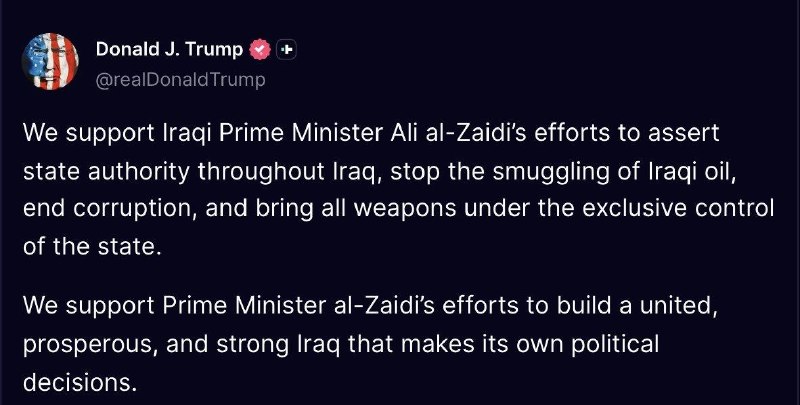 Donald J. Trump
@realDonaldTrump
We support Iraqi Prime Minister Ali al-Zaidi’s efforts to assert
state authority throughout Iraq, stop the smuggling of Iraqi oil,
end corruption, and bring all weapons under the exclusive control
of the state.
We support Prime Minister al-Zaidi’s efforts to build a united,
prosperous, and strong Iraq that makes its own political
decisions.